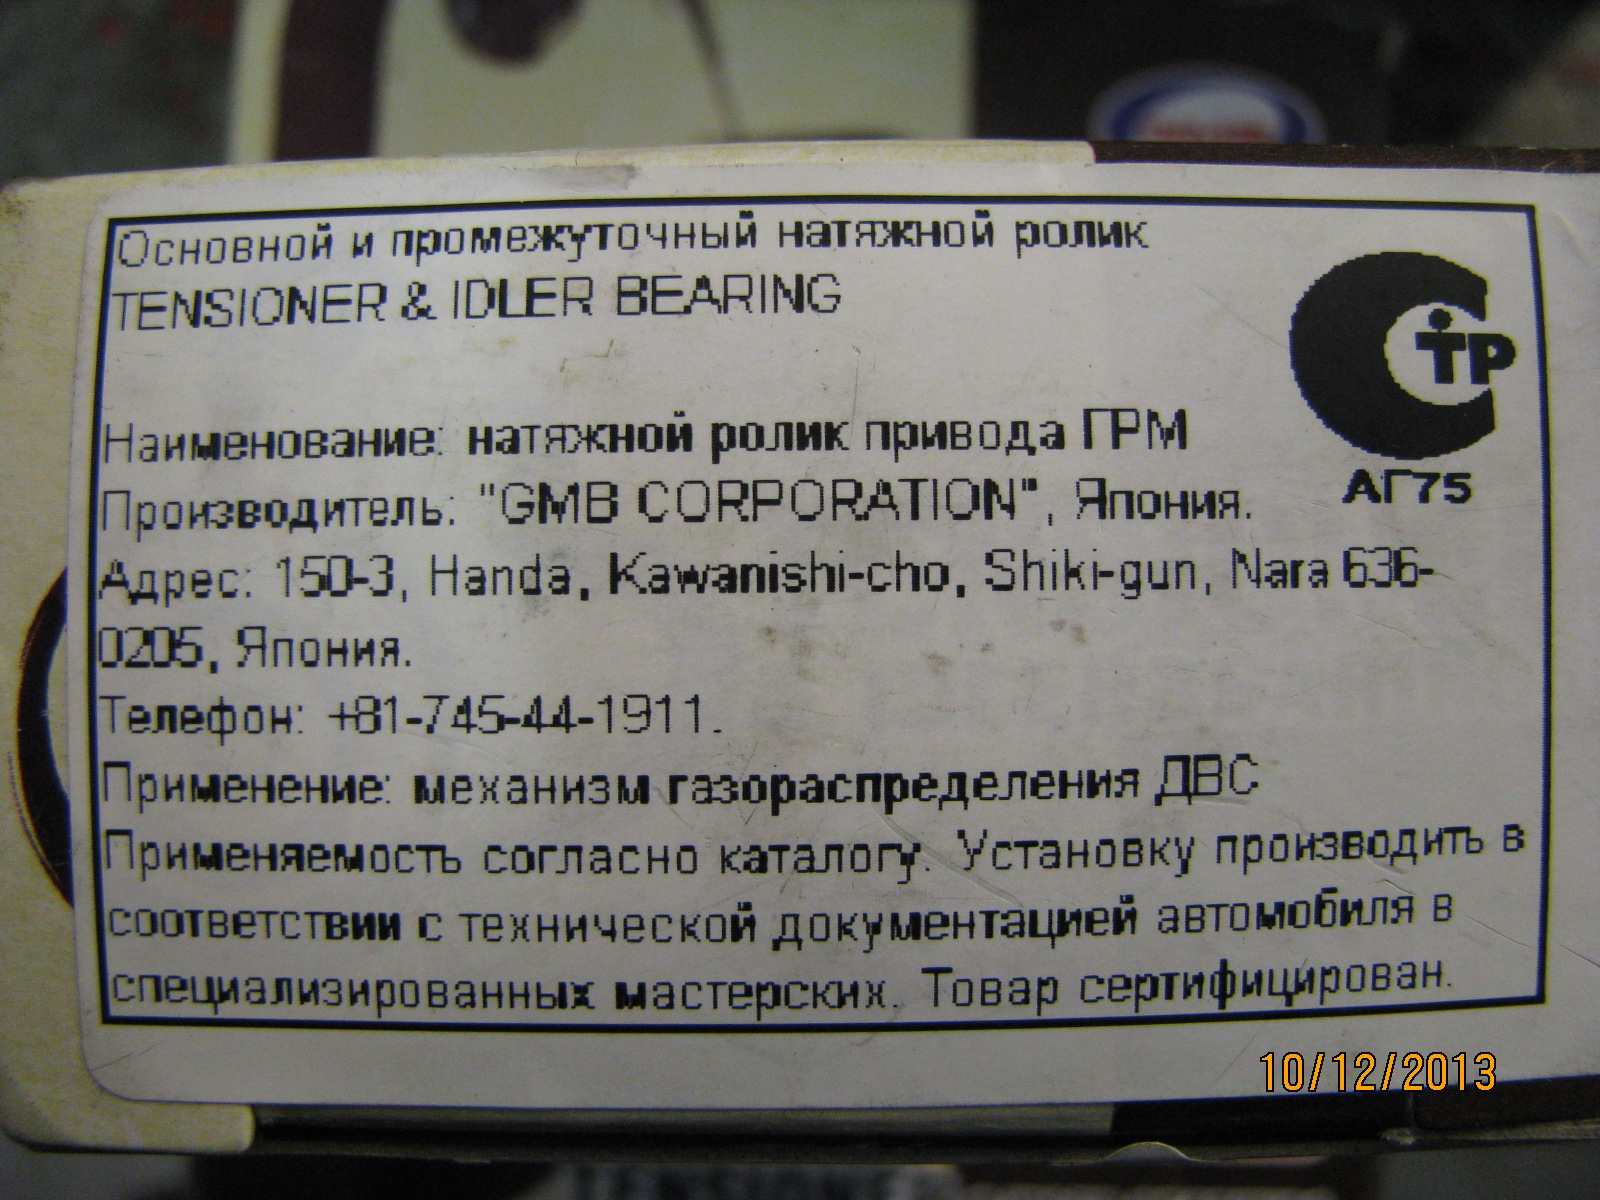 Основной и промежуточный натяжной ролик
TENSIONER & IDLER BEARING
Наименование: натяжной ролик привода ГРМ
Производитель: "GMB CORPORATION", Япония.
Адрес: 150-3, Handa, Kawanishi-cho, Shiki-gun, Nara 636-
0205, Япония.
Телефон: +81-745-44-1911.
Применение: механизм газораспределения ДВС
Применяемость согласно каталогу. Установку производить в
соответствии с технической документацией автомобиля в
специализированных мастерских. Товар сертифицирован.
СТР
АГ75
10/12/2013